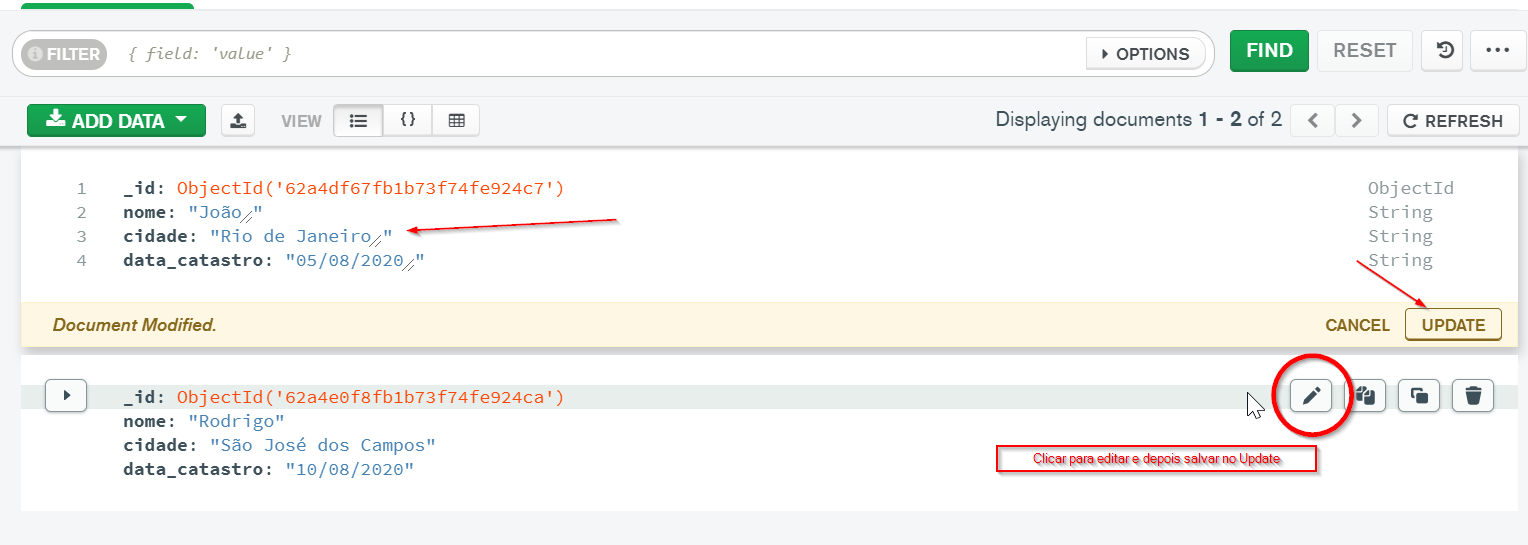 FILTER { field: 'value' } OPTIONS FIND RESET
ADD DATA VIEW {} Displaying documents 1 - 2 of 2 REFRESH
1 _id: ObjectId('62a4df67fb1b73f74fe924c7') ObjectId
2 nome: "João" String
3 cidade: "Rio de Janeiro" String
4 data_catastro: "05/08/2020" String
Document Modified. CANCEL UPDATE
_id: ObjectId('62a4e0f8fb1b73f74fe924ca')
nome: "Rodrigo"
cidade: "São José dos Campos"
data_catastro: "10/08/2020"
Clicar para editar e depois salvar no Update